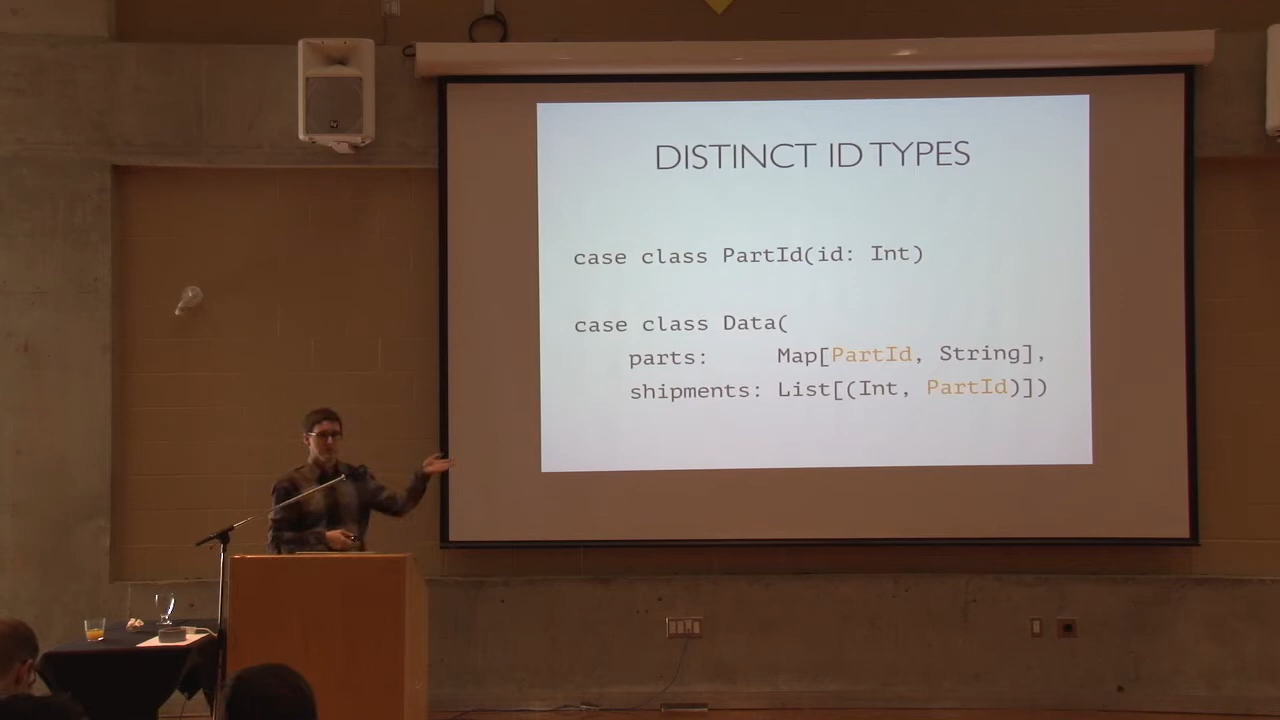 DISTINCT ID TYPES
case class PartId(id: Int)
case class Data(
parts: Map[PartId, String],
shipments: List[(Int, PartId)])